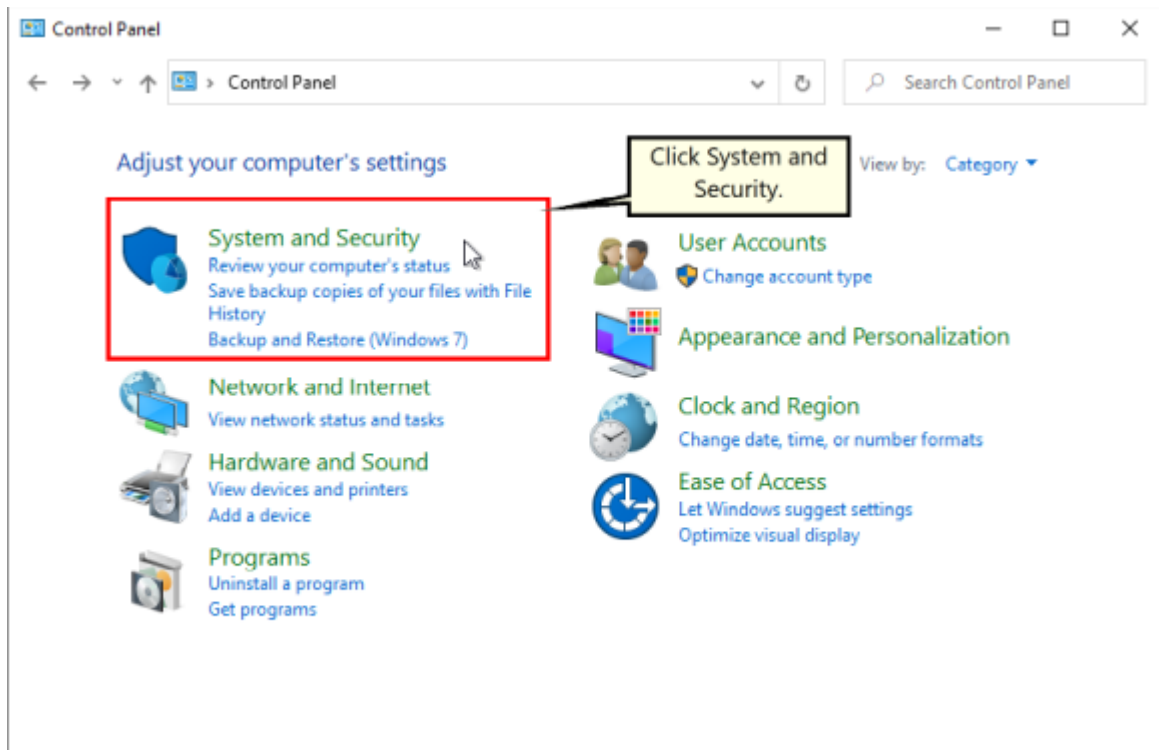 Control Panel
Control Panel
Search Control Panel
Adjust your computer's settings
Click System and
Security.
View by: Category
System and Security
Review your computer's status
Save backup copies of your files with File
History
Backup and Restore (Windows 7)
Network and Internet
View network status and tasks
Hardware and Sound
View devices and printers
Add a device
Programs
Uninstall a program
Get programs
User Accounts
Change account type
Appearance and Personalization
Clock and Region
Change date, time, or number formats
Ease of Access
Let Windows suggest settings
Optimize visual display